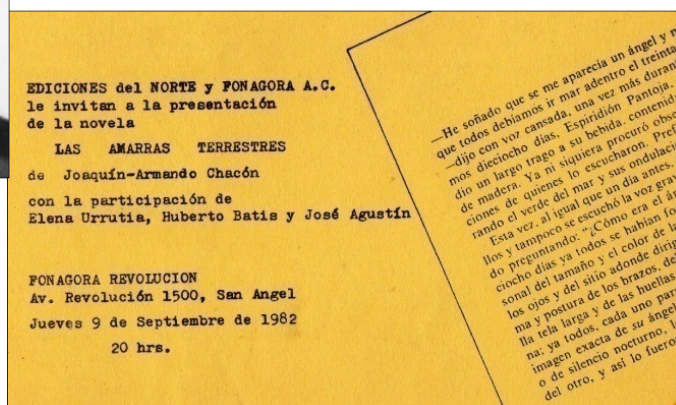 EDICIONES del NORTE y FONAGORA A.C.
le invitan a la presentación
de la novela
LAS AMARRAS TERRESTRES
de Joaquín-Armando Chacón
con la participación de
Elena Urrutia, Huberto Batis y José Agustín
FONAGORA REVOLUCION
Av. Revolución 1500, San Angel
Jueves 9 de Septiembre de 1982
20 hrs.
—He soñado que se me aparecía un ángel y
que todos debíamos ir mar adentro el treinta
—dijo con voz cansada, una vez más
mos dieciocho días. Espiridión Pantoja.
dio un largo trago a su bebida.
de madera. Ya ni siquiera procuró
ciones de quienes lo escucharon.
rando el verde del mar y sus
Esta vez, al igual que un día antes.
llos y tampoco se escuchó la voz
do preguntando: "¿Cómo era el
ciocho días ya todos se habían
sonal del tamaño y el color de
los ojos y del sitio adonde
ma y postura de los brazos,
lla tela larga y de las huellas
na; ya todos, cada uno
imagen exacta de su
o de silencio nocturno,
del otro, y así lo